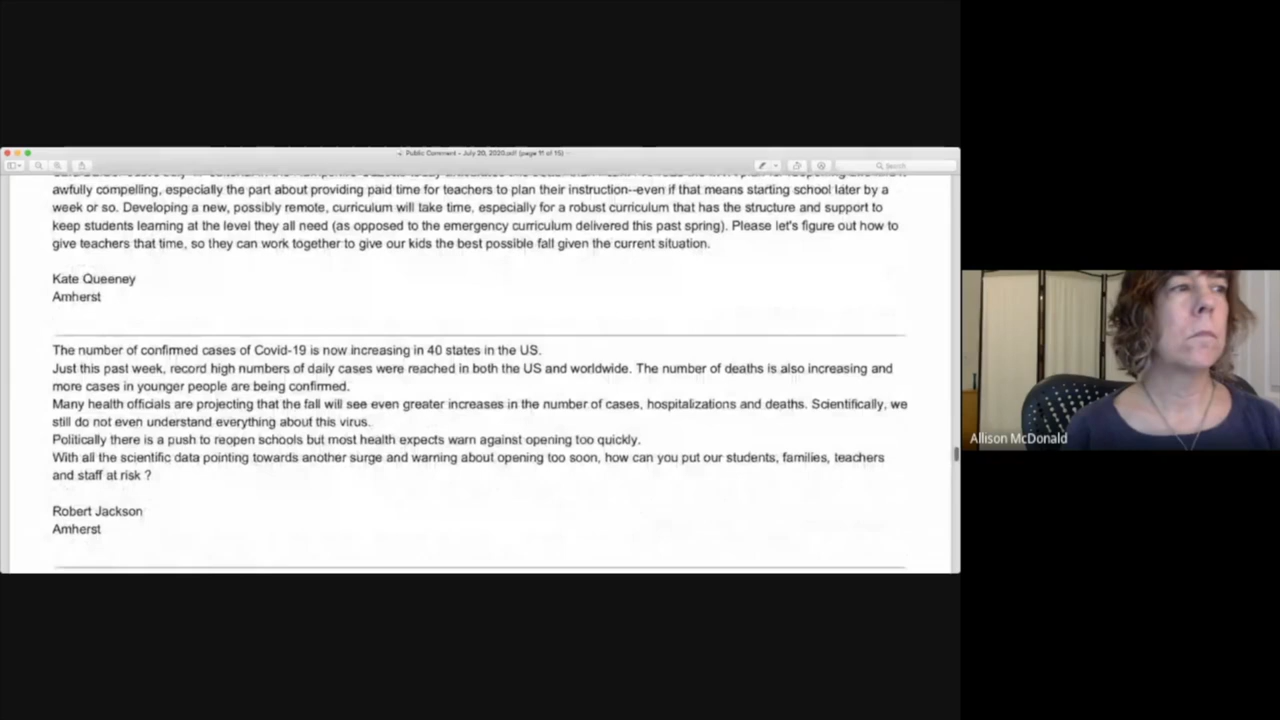 Public Comment - July 20, 2020.pdf (page 11 of 15)
Search
awfully compelling, especially the part about providing paid time for teachers to plan their instruction--even if that means starting school later by a
week or so. Developing a new, possibly remote, curriculum will take time, especially for a robust curriculum that has the structure and support to
keep students learning at the level they all need (as opposed to the emergency curriculum delivered this past spring). Please let's figure out how to
give teachers that time, so they can work together to give our kids the best possible fall given the current situation.
Kate Queeney
Amherst
The number of confirmed cases of Covid-19 is now increasing in 40 states in the US.
Just this past week, record high numbers of daily cases were reached in both the US and worldwide. The number of deaths is also increasing and
more cases in younger people are being confirmed.
Many health officials are projecting that the fall will see even greater increases in the number of cases, hospitalizations and deaths. Scientifically, we
still do not even understand everything about this virus.
Politically there is a push to reopen schools but most health expects warn against opening too quickly.
With all the scientific data pointing towards another surge and warning about opening too soon, how can you put our students, families, teachers
and staff at risk ?
Robert Jackson
Amherst
Allison McDonald